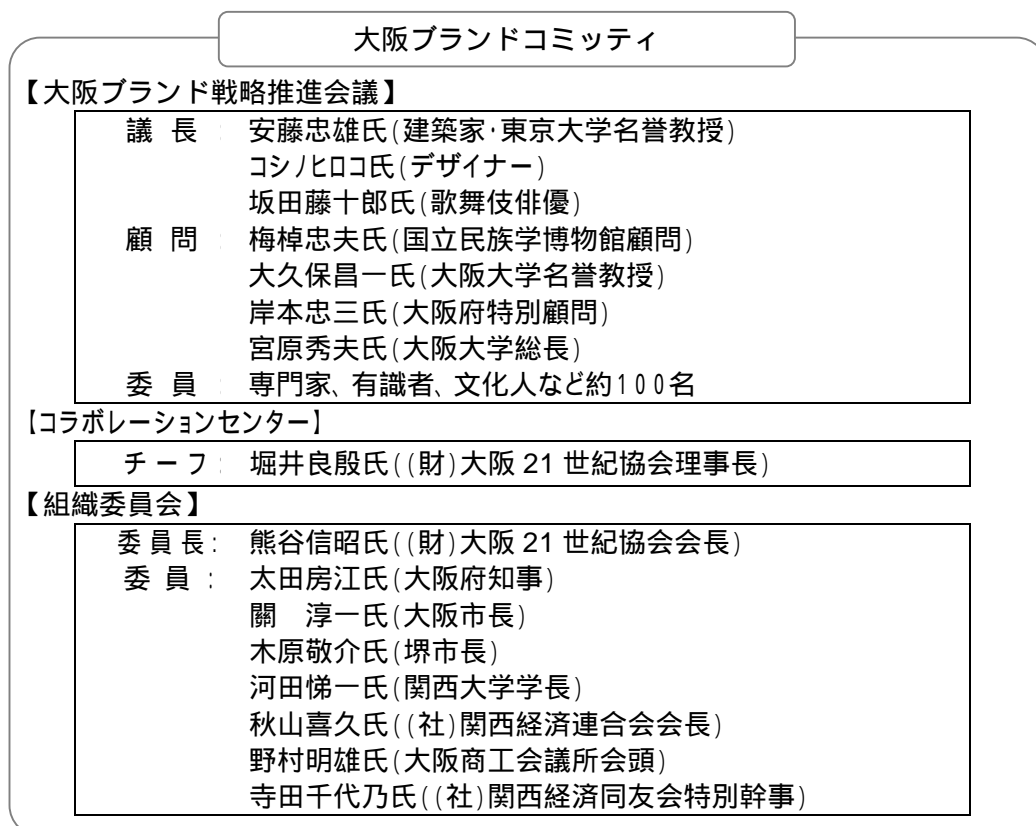 大阪ブランドコミッティ
【大阪ブランド戦略推進会議】
議 長 : 安藤忠雄氏(建築家・東京大学名誉教授)
コシノヒロコ氏(デザイナー)
坂田藤十郎氏(歌舞伎俳優)
顧 問 : 梅棹忠夫氏(国立民族学博物館顧問)
大久保昌一氏(大阪大学名誉教授)
岸本忠三氏(大阪府特別顧問)
宮原秀夫氏(大阪大学総長)
委 員 : 専門家、有識者、文化人など約100名
【コラボレーションセンター】
チ ー フ : 堀井良殷氏((財)大阪 21 世紀協会理事長)
【組織委員会】
委 員 長 : 熊谷信昭氏((財)大阪 21 世紀協会会長)
委 員 : 太田房江氏(大阪府知事)
關 淳一氏(大阪市長)
木原敬介氏(堺市長)
河田悌一氏(関西大学学長)
秋山喜久氏((社)関西経済連合会会長)
野村明雄氏(大阪商工会議所会頭)
寺田千代乃氏((社)関西経済同友会特別幹事)